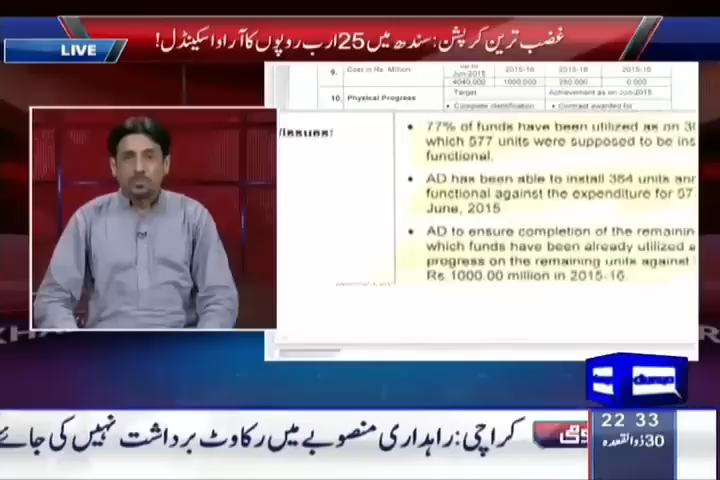 غضب ترین کرپشن: سندھ میں 25 ارب روپوں کا آر او اسکینڈل!
LIVE
9. Cost in Rs. Million
Jun-2015 2015-16 2015-16 2015-16
4040.000 1000.000 280.000 0.000
10. Physical Progress
Target Achievement as on Jun-2015
• Complete identification • Contract awarded for
/Issues:
• 77% of funds have been utilized as on 3
which 577 units were supposed to be ins
functional.
• AD has been able to install 384 units an
functional against the expenditure for 57
June, 2015
• AD to ensure completion of the remainin
which funds have been already utilized a
progress on the remaining units against
Rs. 1000.00 million in 2015-16.
dunya
کراچی: راہداری منصوبے میں رکاوٹ برداشت نہیں کی جائے
22 33
30 ذوالقعدہ